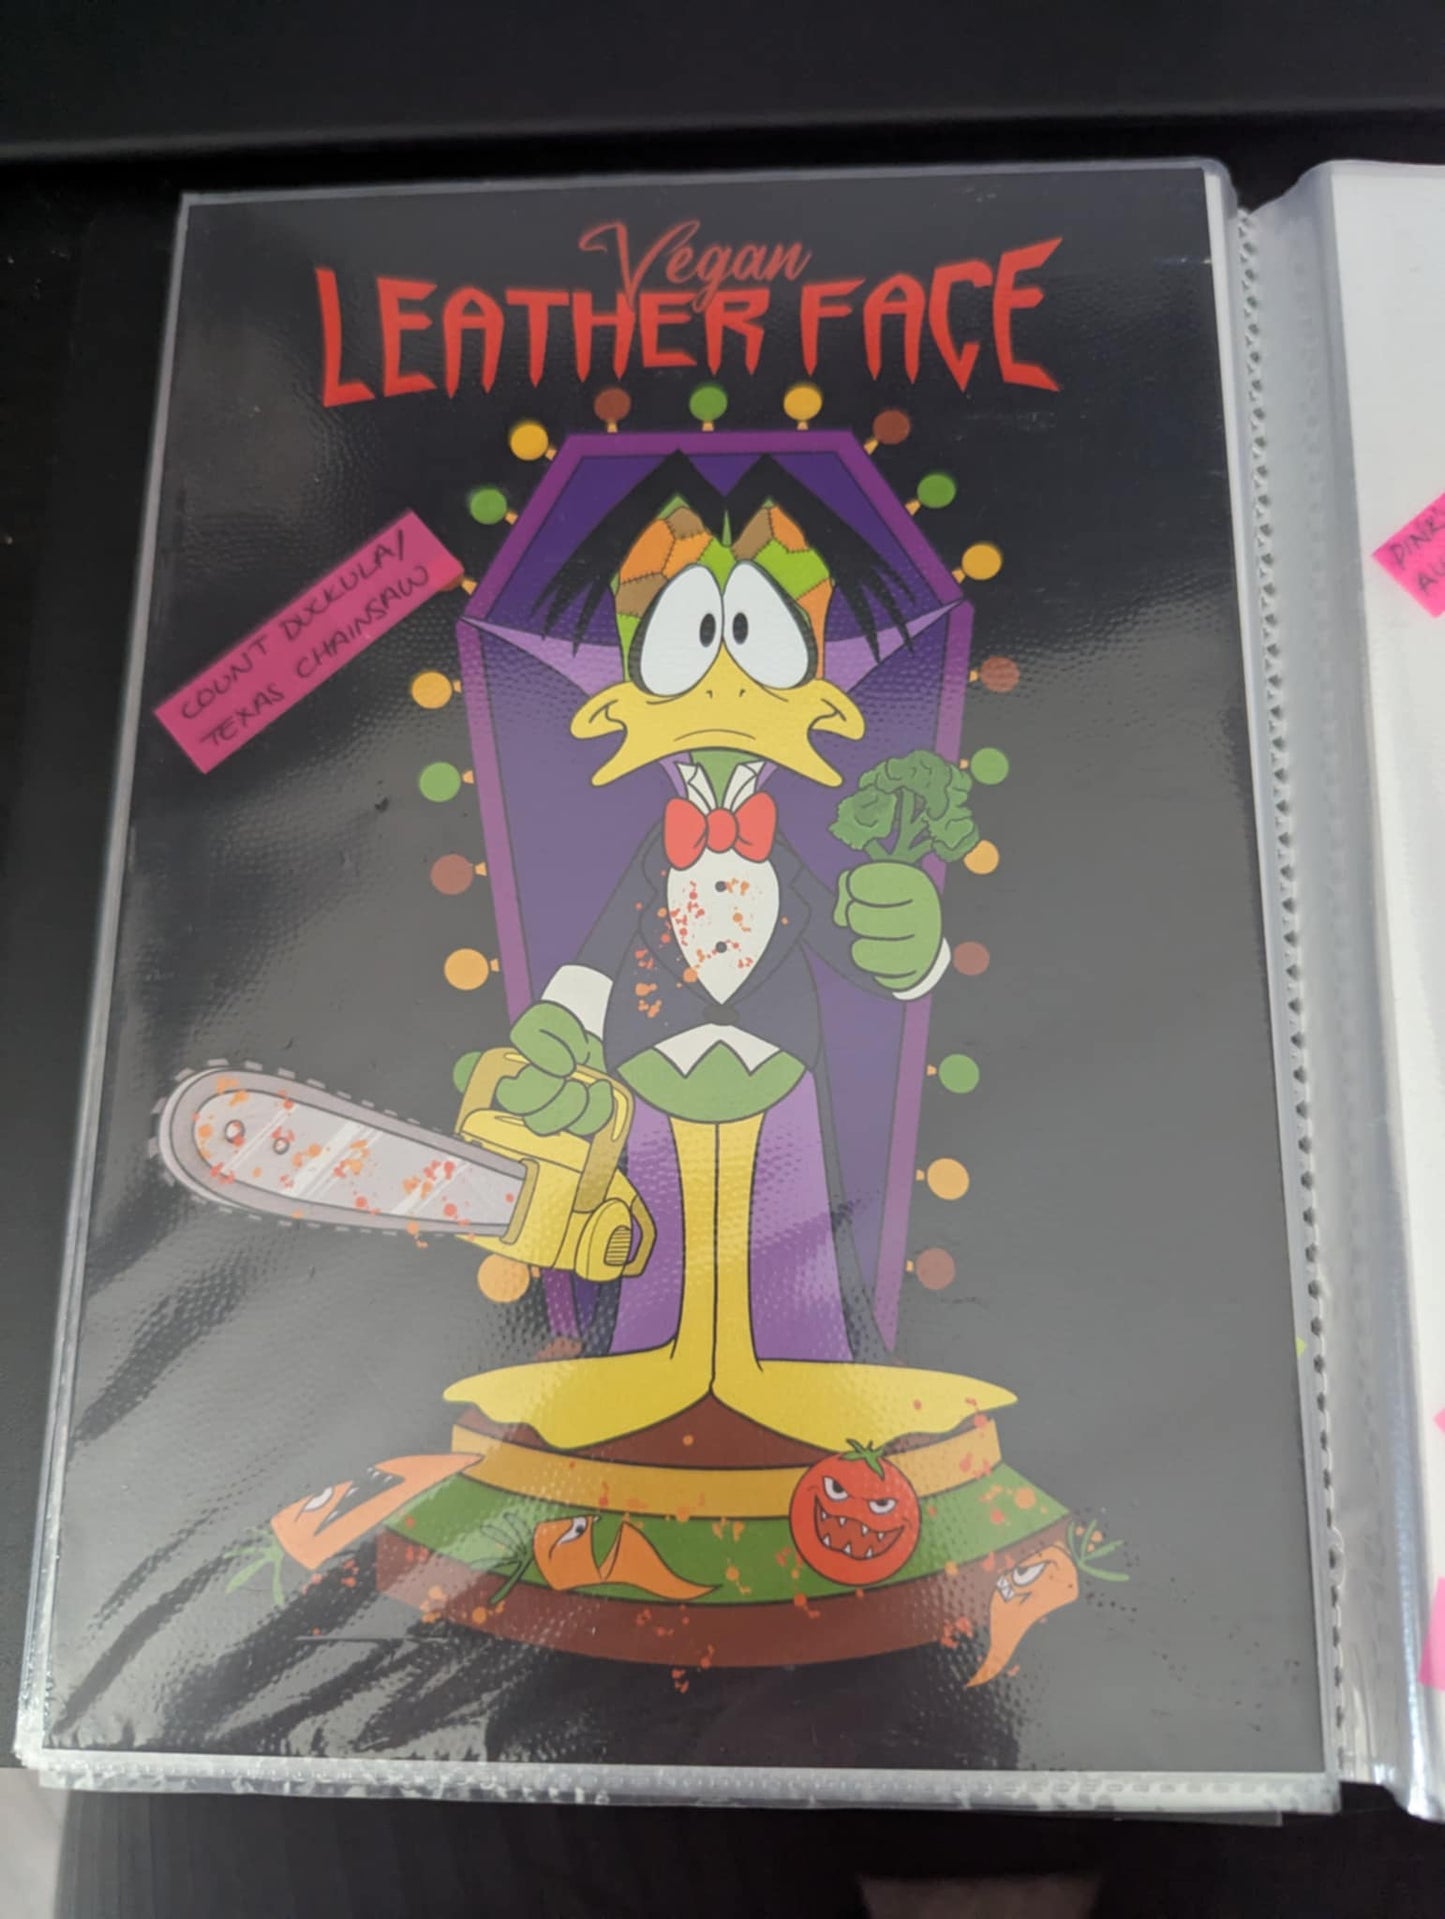 Vegan
LEATHER FACE
COUNT DUCKULA/
TEXAS CHAINSAW